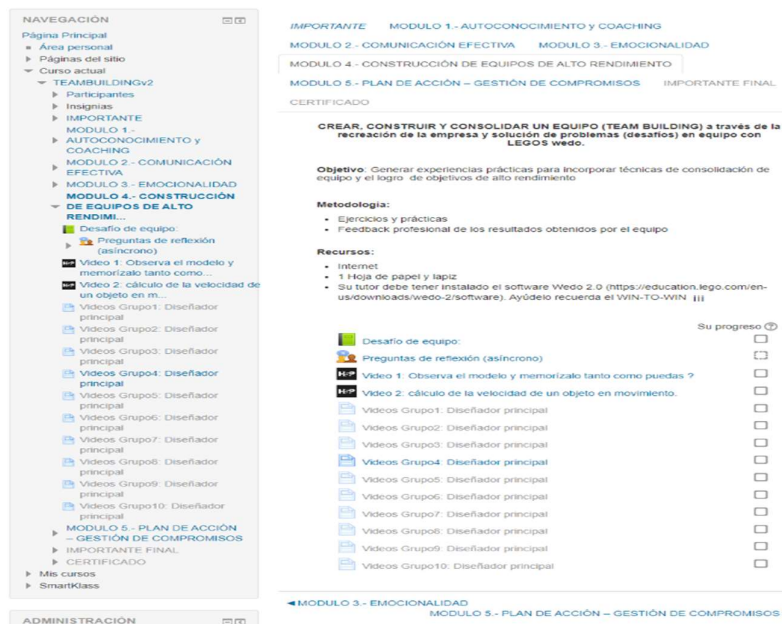 NAVEGACIÓN
Página Principal
Área personal
Páginas del sitio
Curso actual
TEAMBUILDINGv2
Participantes
Insignias
IMPORTANTE
MODULO 1.-
AUTOCONOCIMIENTO y
COACHING
MODULO 2.- COMUNICACIÓN
EFECTIVA
MODULO 3.- EMOCIONALIDAD
MODULO 4.- CONSTRUCCIÓN
DE EQUIPOS DE ALTO
RENDIMI...
Desafío de equipo:
Preguntas de reflexión
(asíncrono)
Video 1: Observa el modelo y
memorízalo tanto como...
Video 2: cálculo de la velocidad de
un objeto en m...
Videos Grupo1: Diseñador
principal
Videos Grupo2: Diseñador
principal
Videos Grupo3: Diseñador
principal
Videos Grupo4: Diseñador
principal
Videos Grupo5: Diseñador
principal
Videos Grupo6: Diseñador
principal
Videos Grupo7: Diseñador
principal
Videos Grupo8: Diseñador
principal
Videos Grupo9: Diseñador
principal
Videos Grupo10: Diseñador
principal
MODULO 5.- PLAN DE ACCIÓN
– GESTIÓN DE COMPROMISOS
IMPORTANTE FINAL
CERTIFICADO
Mis cursos
SmartKlass
ADMINISTRACIÓN
IMPORTANTE MODULO 1.- AUTOCONOCIMIENTO y COACHING
MODULO 2.- COMUNICACIÓN EFECTIVA MODULO 3.- EMOCIONALIDAD
MODULO 4.- CONSTRUCCIÓN DE EQUIPOS DE ALTO RENDIMIENTO
MODULO 5.- PLAN DE ACCIÓN – GESTIÓN DE COMPROMISOS IMPORTANTE FINAL
CERTIFICADO
CREAR, CONSTRUIR Y CONSOLIDAR UN EQUIPO (TEAM BUILDING) a través de la
recreación de la empresa y solución de problemas (desafíos) en equipo con
LEGOS wedo.
Objetivo: Generar experiencias prácticas para incorporar técnicas de consolidación de
equipo y el logro de objetivos de alto rendimiento
Metodología:
Ejercicios y prácticas
Feedback profesional de los resultados obtenidos por el equipo
Recursos:
Internet
1 Hoja de papel y lapiz
Su tutor debe tener instalado el software Wedo 2.0 (https://education.lego.com/en-
us/downloads/wedo-2/software). Ayúdelo recuerda el WIN-TO-WIN ¡¡¡
Su progreso
Desafío de equipo:
Preguntas de reflexión (asíncrono)
H-P Video 1: Observa el modelo y memorízalo tanto como puedas ?
H-P Video 2: cálculo de la velocidad de un objeto en movimiento.
Videos Grupo1: Diseñador principal
Videos Grupo2: Diseñador principal
Videos Grupo3: Diseñador principal
Videos Grupo4: Diseñador principal
Videos Grupo5: Diseñador principal
Videos Grupo6: Diseñador principal
Videos Grupo7: Diseñador principal
Videos Grupo8: Diseñador principal
Videos Grupo9: Diseñador principal
Videos Grupo10: Diseñador principal
◄MODULO 3.- EMOCIONALIDAD
MODULO 5.- PLAN DE ACCIÓN – GESTIÓN DE COMPROMISOS